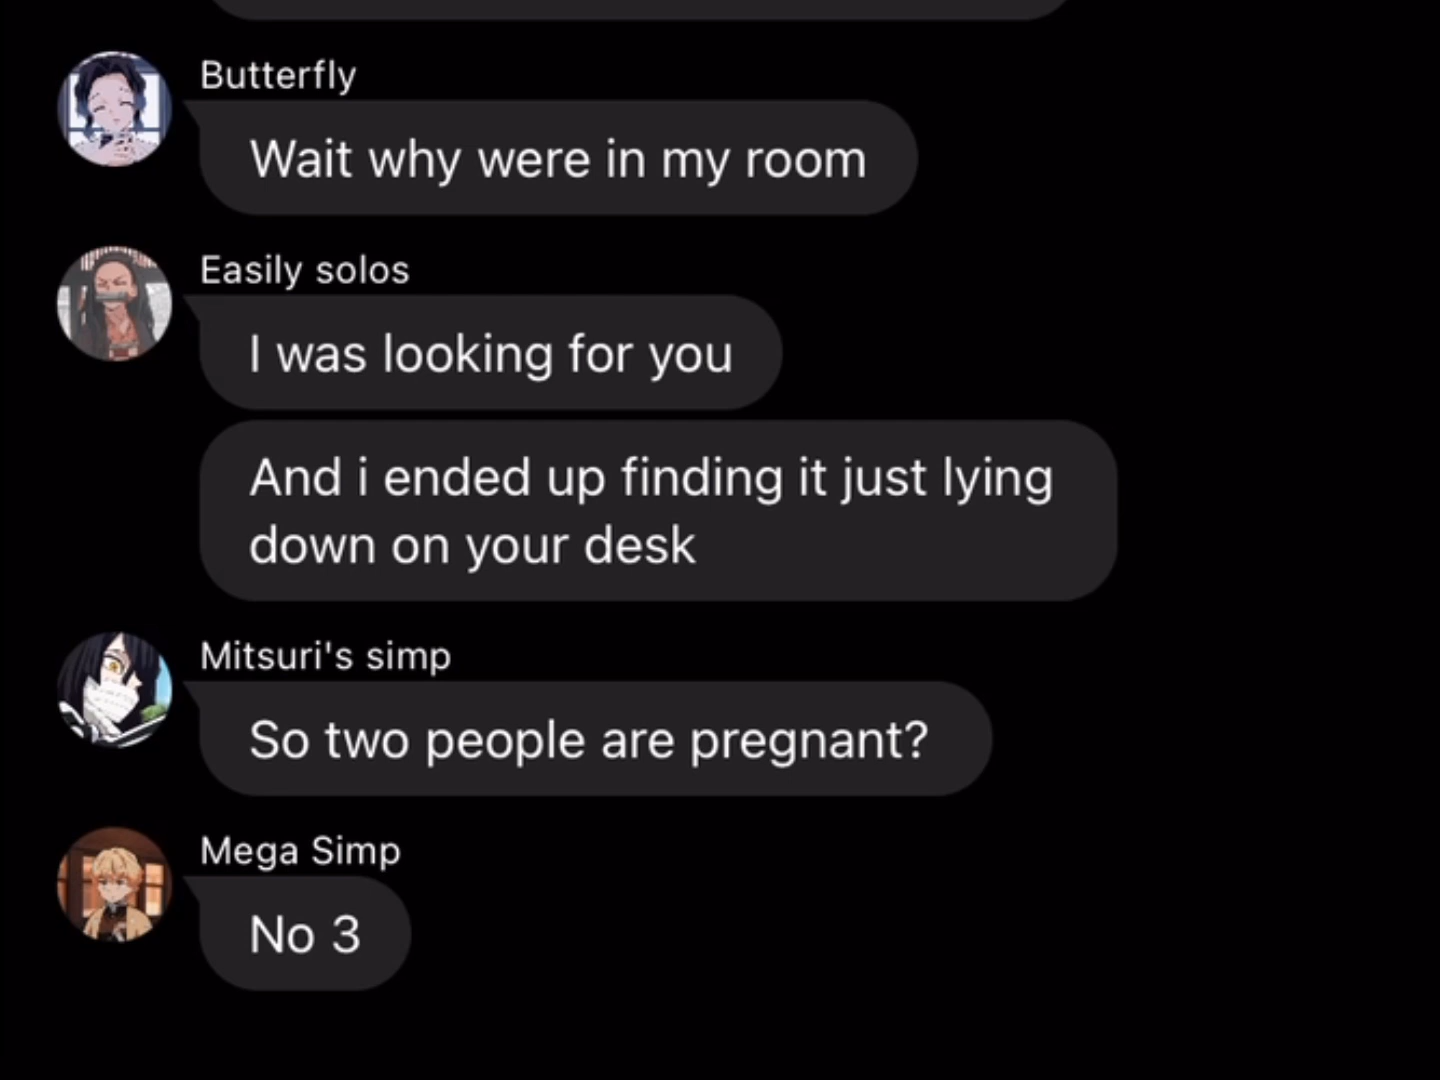 Butterfly
Wait why were in my room
Easily solos
I was looking for you
And i ended up finding it just lying
down on your desk
Mitsuri's simp
So two people are pregnant?
Mega Simp
No 3